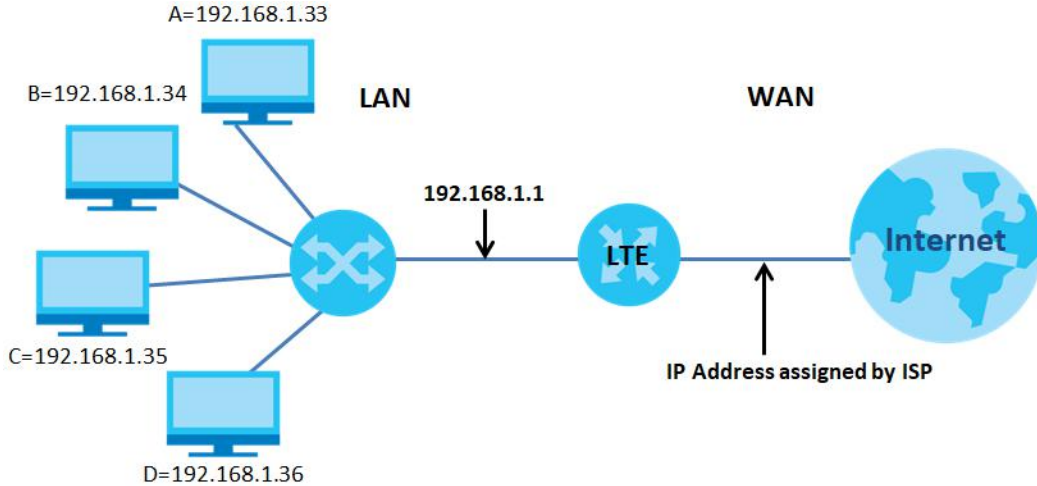 A=192.168.1.33
B=192.168.1.34
LAN
WAN
192.168.1.1
LTE
Internet
C=192.168.1.35
IP Address assigned by ISP
D=192.168.1.36